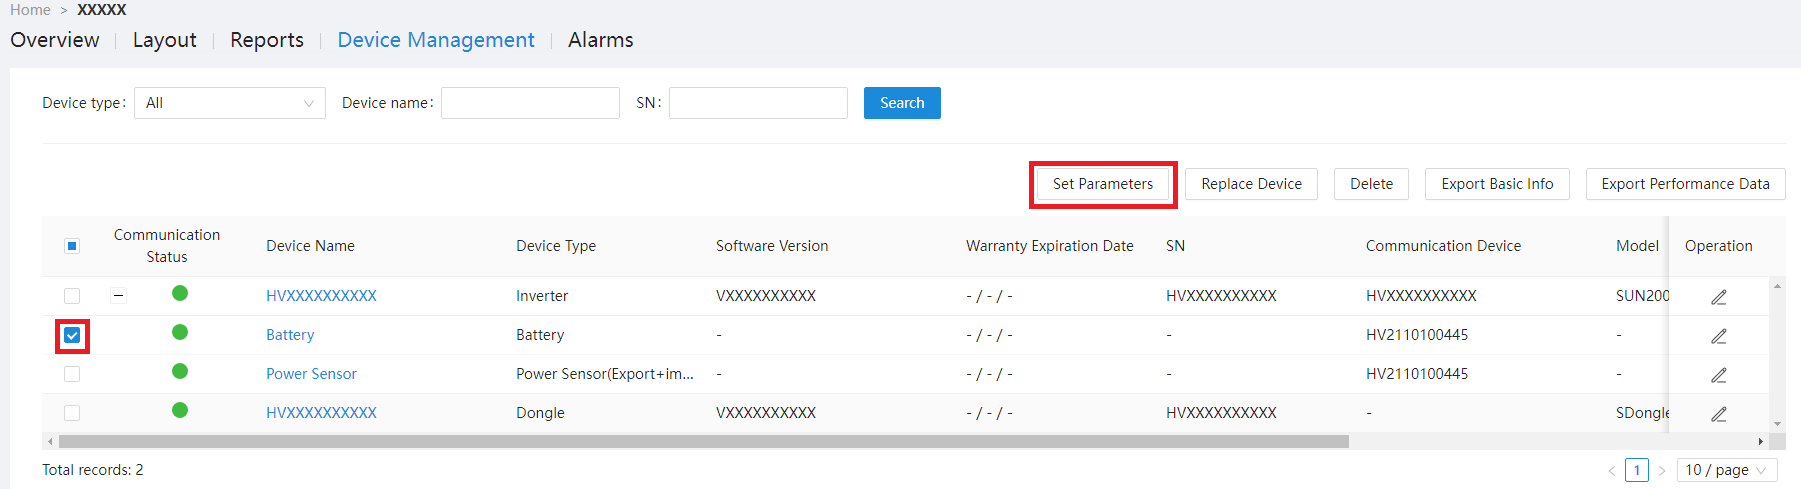 Home > XXXXX
Overview Layout Reports Device Management Alarms
Device type: All Device name: SN: Search
Set Parameters Replace Device Delete Export Basic Info Export Performance Data
Communication Status Device Name Device Type Software Version Warranty Expiration Date SN Communication Device Model Operation
HVXXXXXXXXXX Inverter VXXXXXXXXXX - / - / - HVXXXXXXXXXX HVXXXXXXXXXX SUN200
Battery Battery - - / - / - - HV2110100445 -
Power Sensor Power Sensor(Export+im... - - / - / - - HV2110100445 -
HVXXXXXXXXXX Dongle VXXXXXXXXXX - / - / - HVXXXXXXXXXX - SDongle
Total records: 2 < 1 > 10 / page